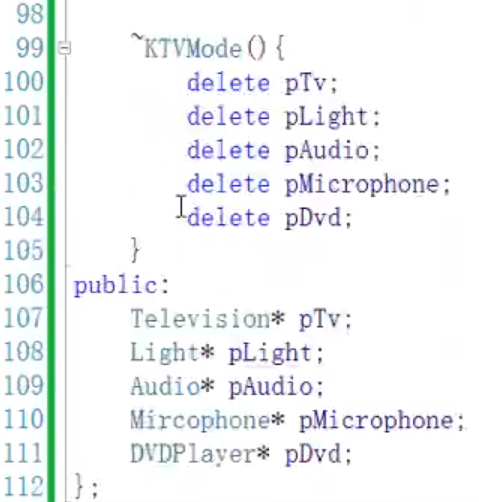 98
99 ~KTVMode(){
100 delete pTv;
101 delete pLight;
102 delete pAudio;
103 delete pMicrophone;
104 delete pDvd;
105 }
106 public:
107 Television* pTv;
108 Light* pLight;
109 Audio* pAudio;
110 Mircophone* pMicrophone;
111 DVDPlayer* pDvd;
112 };